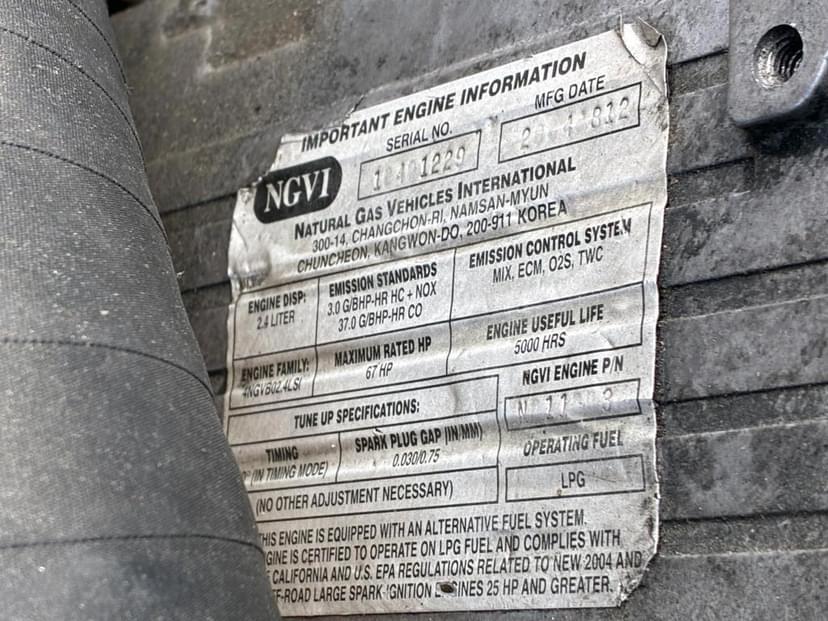 IMPORTANT ENGINE INFORMATION
NGVI
SERIAL NO.
MFG DATE
NATURAL GAS VEHICLES INTERNATIONAL
300-14, CHANGCHON-RI, NAMSAN-MYUN
CHUNCHEON, KANGWON-DO, 200-911 KOREA
ENGINE DISP:
2.4 LITER
EMISSION STANDARDS
3.0 G/BHP-HR HC + NOX
37.0 G/BHP-HR CO
EMISSION CONTROL SYSTEM
MIX, ECM, O2S, TWC
ENGINE FAMILY:
4NGVB02.4LSI
MAXIMUM RATED HP
67 HP
ENGINE USEFUL LIFE
5000 HRS
TUNE UP SPECIFICATIONS:
NGVI ENGINE P/N
TIMING
(IN TIMING MODE)
SPARK PLUG GAP (IN/MM)
0.030/0.75
OPERATING FUEL
LPG
(NO OTHER ADJUSTMENT NECESSARY)
THIS ENGINE IS EQUIPPED WITH AN ALTERNATIVE FUEL SYSTEM.
IS CERTIFIED TO OPERATE ON LPG FUEL AND COMPLIES WITH
CALIFORNIA AND U.S. EPA REGULATIONS RELATED TO NEW 2004 AND
LARGE SPARK IGNITION ENGINES 25 HP AND GREATER.